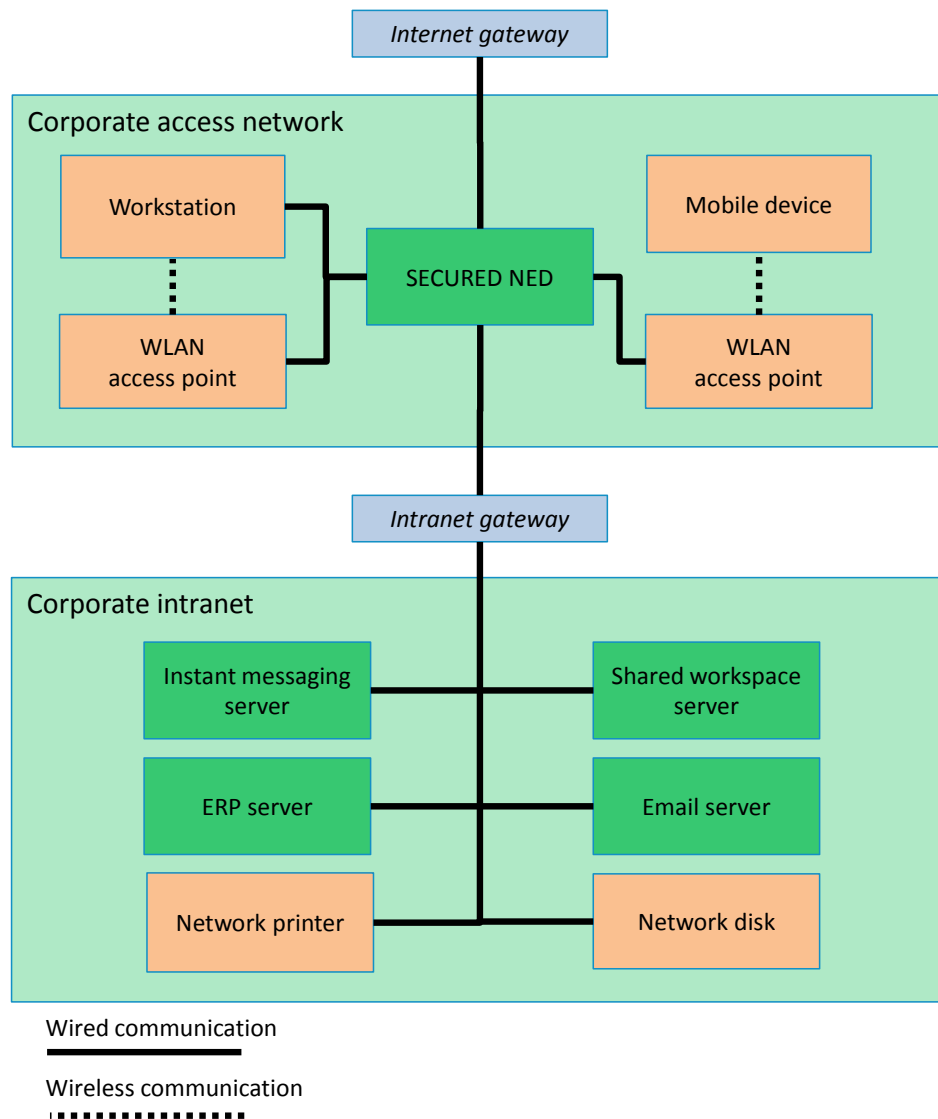 Internet gateway
Corporate access network
Workstation
Mobile device
SECURED NED
WLAN
access point
WLAN
access point
Intranet gateway
Corporate intranet
Instant messaging
server
Shared workspace
server
ERP server
Email server
Network printer
Network disk
Wired communication
Wireless communication